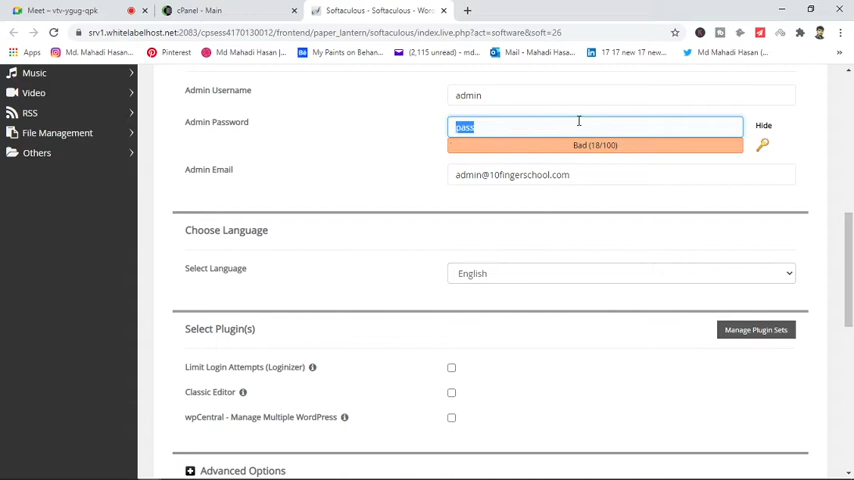 Meet – vtv-ygug-qpk
cPanel - Main
Softaculous - Softaculous - Wor
srv1.whitelabelhost.net:2083/cpsess4170130012/frontend/paper_lantern/softaculous/index.live.php?act=software&soft=26
Apps
Md. Mahadi Hasan |...
Pinterest
Md. Mahadi Hasan (...
My Paints on Behan...
(2,115 unread) - md...
Mail - Mahadi Hasa...
17 17 new 17 new...
Md Mahadi Hasan (...
Music
Video
RSS
File Management
Others
Admin Username
admin
Admin Password
pass
Hide
Bad (18/100)
Admin Email
admin@10fingerschool.com
Choose Language
Select Language
English
Select Plugin(s)
Manage Plugin Sets
Limit Login Attempts (Loginizer)
Classic Editor
wpCentral - Manage Multiple WordPress
Advanced Options